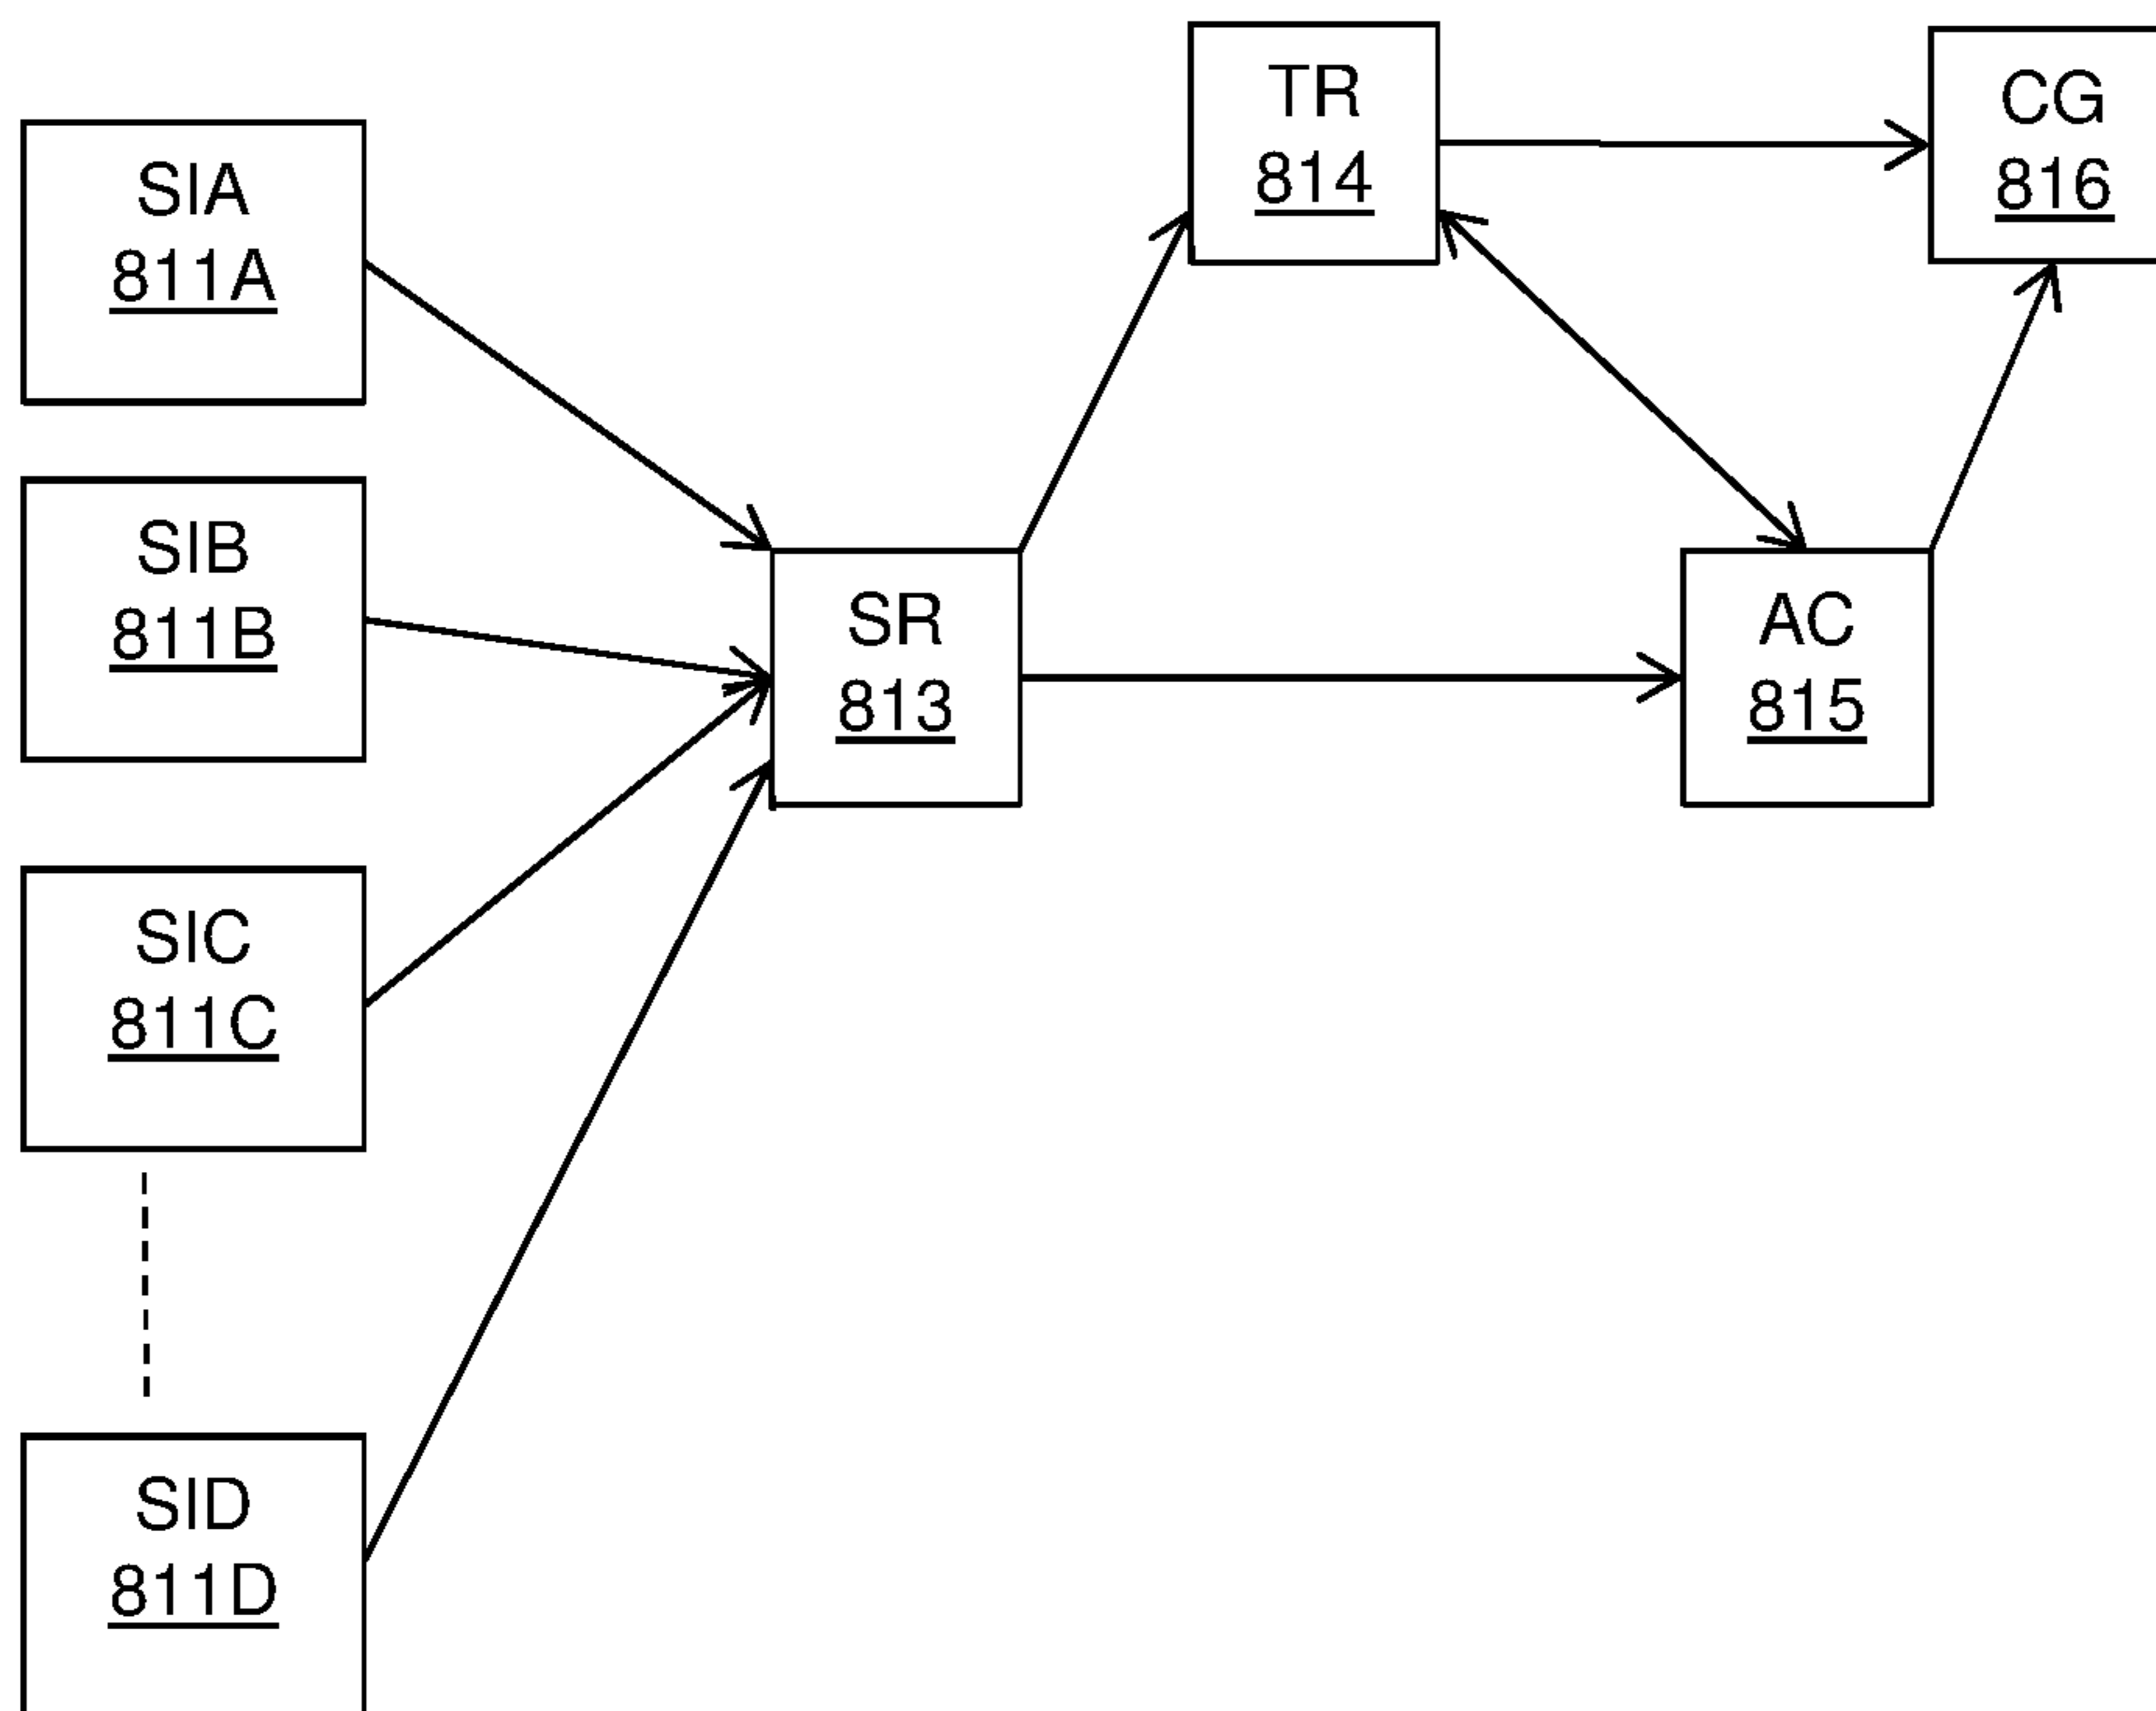 TR
814
CG
816
SIA
811A
SIB
811B
SR
813
AC
815
SIC
811C
SID
811D